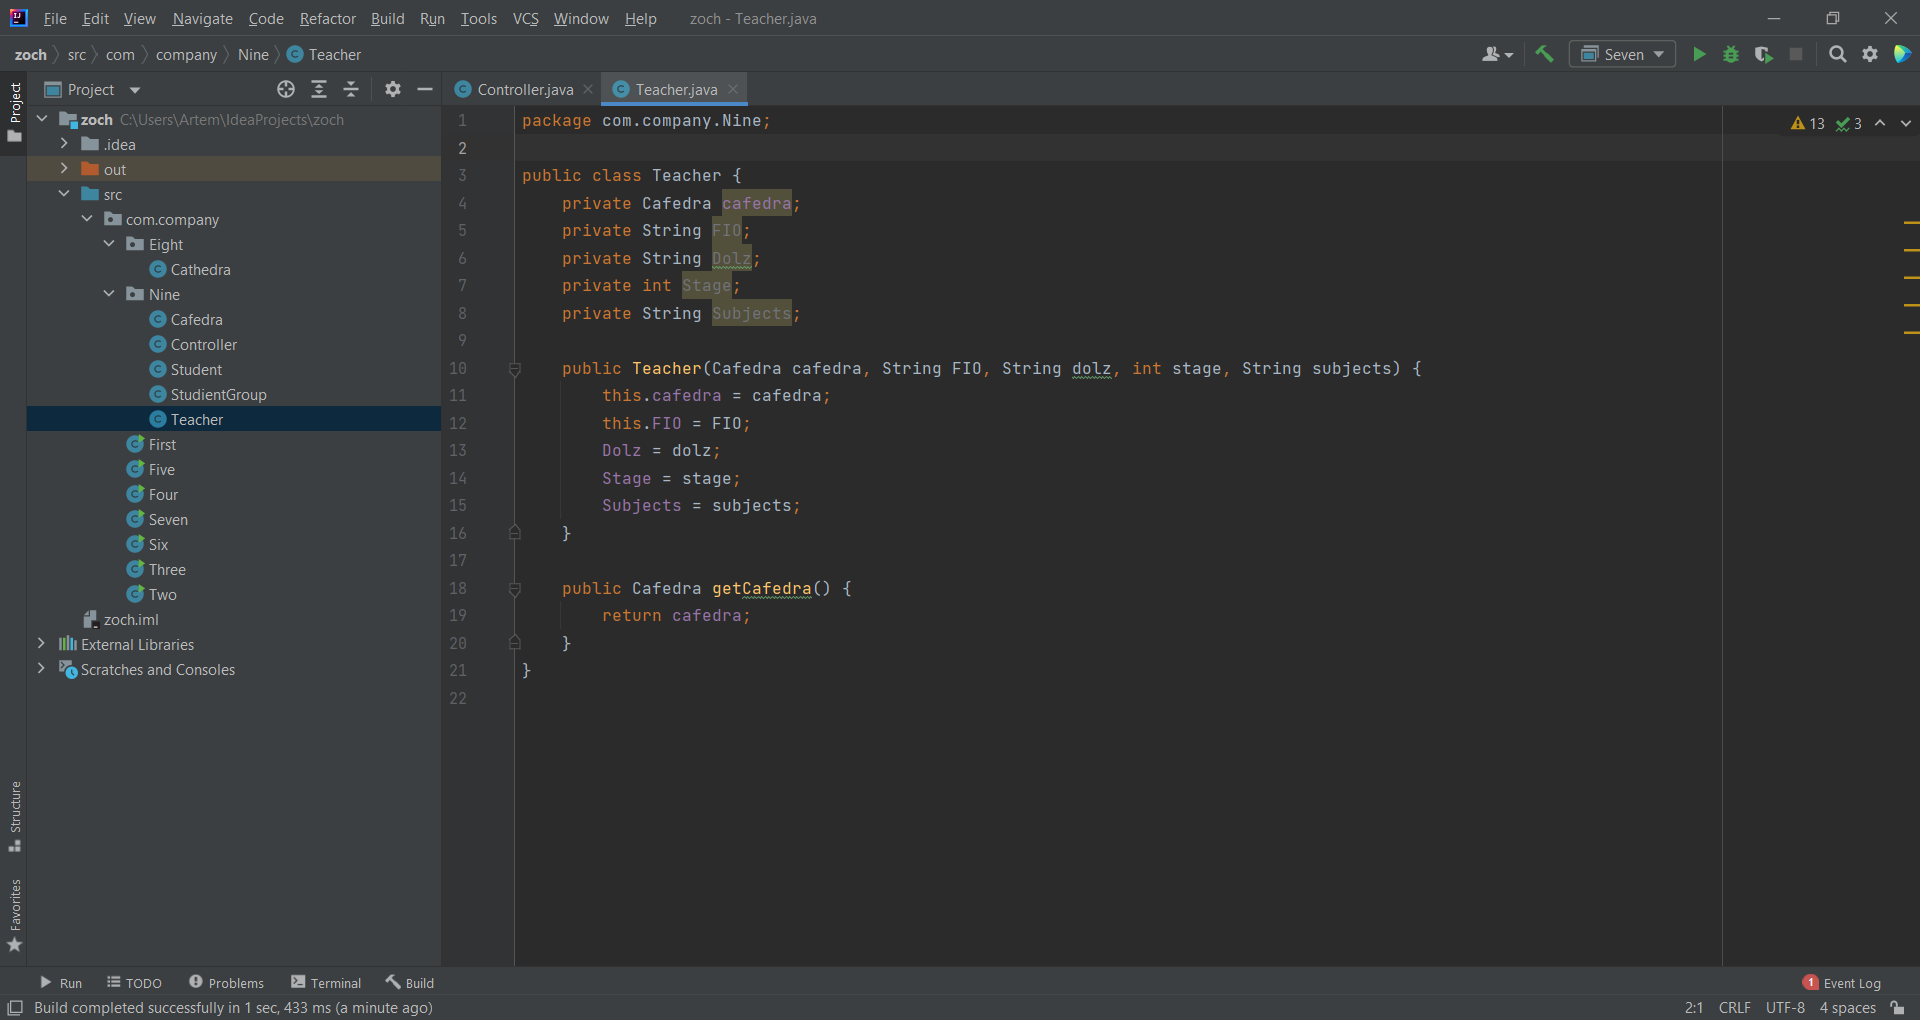 File Edit View Navigate Code Refactor Build Run Tools VCS Window Help zoch - Teacher.java
zoch src com company Nine Teacher
Seven
Project
Project
Controller.java Teacher.java
zoch C:\Users\Artem\IdeaProjects\zoch
.idea
out
src
com.company
Eight
Cathedra
Nine
Cafedra
Controller
Student
StudientGroup
Teacher
First
Five
Four
Seven
Six
Three
Two
zoch.iml
External Libraries
Scratches and Consoles
13 3
1 package com.company.Nine;
2
3 public class Teacher {
4 private Cafedra cafedra;
5 private String FIO;
6 private String Dolz;
7 private int Stage;
8 private String Subjects;
9
10 public Teacher(Cafedra cafedra, String FIO, String dolz, int stage, String subjects) {
11 this.cafedra = cafedra;
12 this.FIO = FIO;
13 Dolz = dolz;
14 Stage = stage;
15 Subjects = subjects;
16 }
17
18 public Cafedra getCafedra() {
19 return cafedra;
20 }
21 }
22
Structure
Favorites
Run TODO Problems Terminal Build
1 Event Log
Build completed successfully in 1 sec, 433 ms (a minute ago)
2:1 CRLF UTF-8 4 spaces